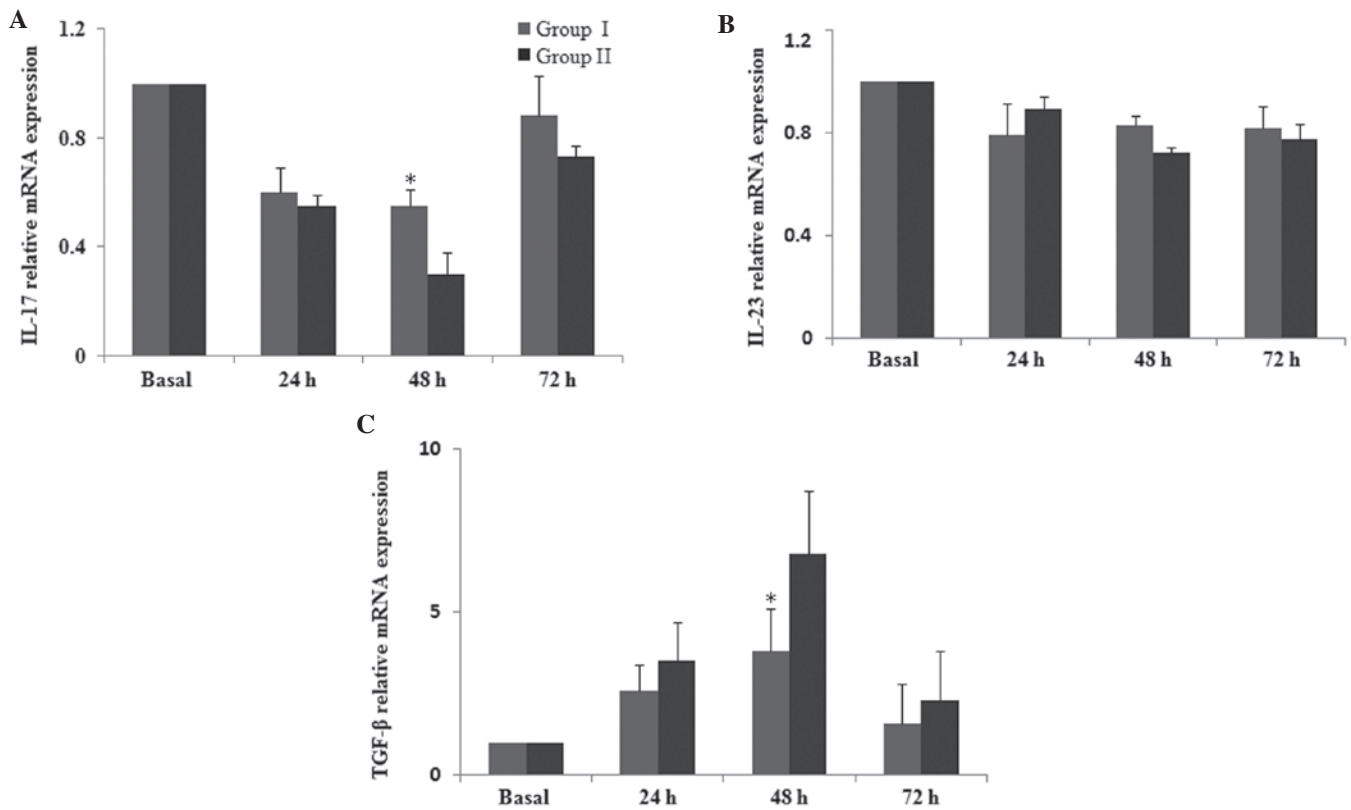 A
IL-17 relative mRNA expression
1.2
0.8
0.4
0
Group I
Group II
*
Basal 24 h 48 h 72 h
B
IL-23 relative mRNA expression
1.2
0.8
0.4
0
Basal 24 h 48 h 72 h
C
TGF-β relative mRNA expression
10
5
0
*
Basal 24 h 48 h 72 h